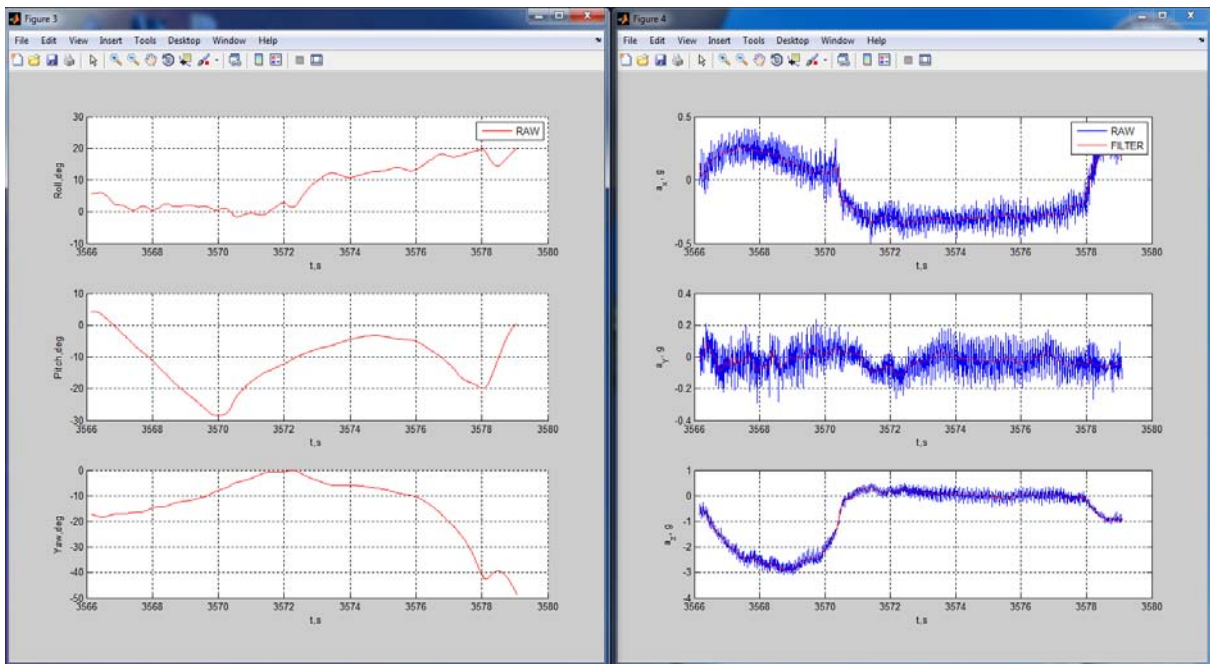 Figure 3
File Edit View Insert Tools Desktop Window Help
30
20
10
0
-10
Roll,deg
RAW
3566 3568 3570 3572 3574 3576 3578 3580
t,s
10
0
-10
-20
-30
Pitch,deg
3566 3568 3570 3572 3574 3576 3578 3580
t,s
0
-10
-20
-30
-40
-50
Yaw,deg
3566 3568 3570 3572 3574 3576 3578 3580
t,s
Figure 4
File Edit View Insert Tools Desktop Window Help
0.5
0
-0.5
a_x, g
RAW
FILTER
3566 3568 3570 3572 3574 3576 3578 3580
t,s
0.4
0.2
0
-0.2
-0.4
a_Y, g
3566 3568 3570 3572 3574 3576 3578 3580
t,s
1
0
-1
-2
-3
-4
a_z, g
3566 3568 3570 3572 3574 3576 3578 3580
t,s